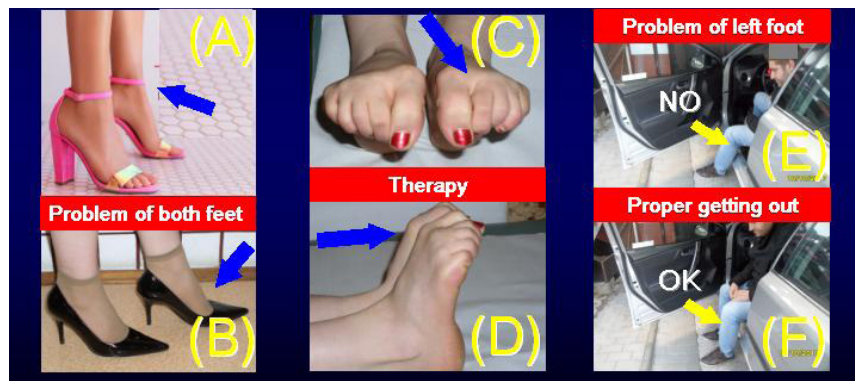 (A)
Problem of both feet
(B)
(C)
Therapy
(D)
Problem of left foot
NO
(E)
Proper getting out
OK
(F)